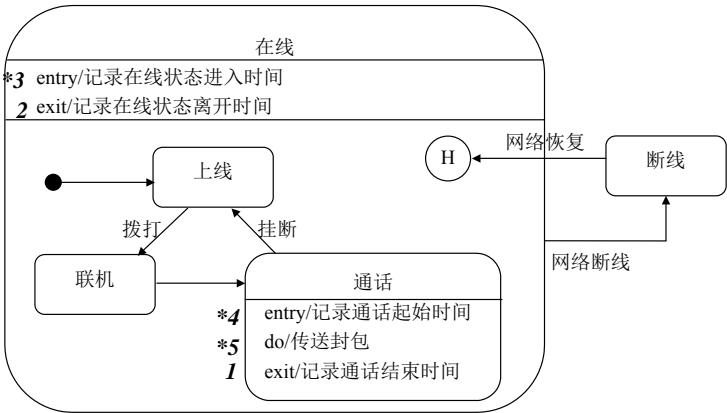 在线
*3 entry/记录在线状态进入时间
2 exit/记录在线状态离开时间
H
网络恢复
断线
上线
拨打
挂断
网络断线
联机
通话
*4 entry/记录通话起始时间
*5 do/传送封包
1 exit/记录通话结束时间